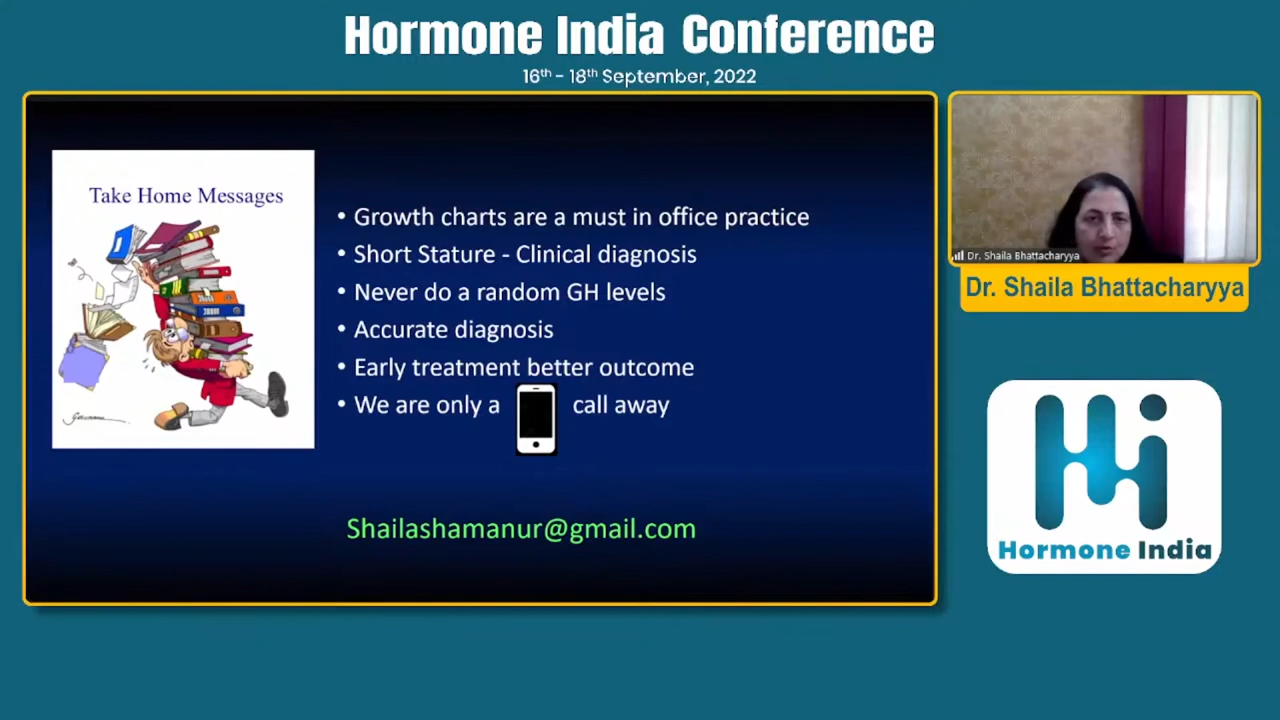 Hormone India Conference
16th - 18th September, 2022
Take Home Messages
• Growth charts are a must in office practice
• Short Stature - Clinical diagnosis
• Never do a random GH levels
• Accurate diagnosis
• Early treatment better outcome
• We are only a call away
Shailashamanur@gmail.com
Dr. Shaila Bhattacharyya
Dr. Shaila Bhattacharyya
Hi
Hormone India